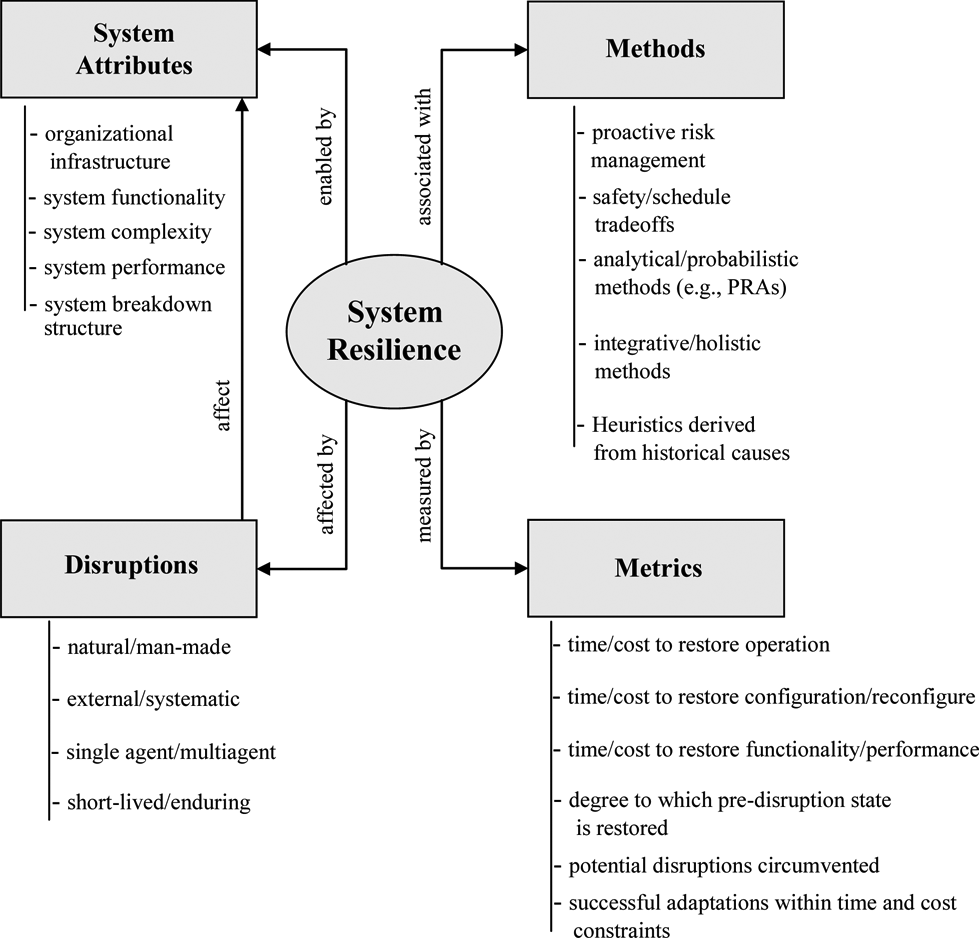 System
Attributes
- organizational
infrastructure
- system functionality
- system complexity
- system performance
- system breakdown
structure
enabled by
associated with
Methods
- proactive risk
management
- safety/schedule
tradeoffs
- analytical/probabilistic
methods (e.g., PRAs)
- integrative/holistic
methods
- Heuristics derived
from historical causes
System
Resilience
affect
affected by
measured by
Disruptions
- natural/man-made
- external/systematic
- single agent/multiagent
- short-lived/enduring
Metrics
- time/cost to restore operation
- time/cost to restore configuration/reconfigure
- time/cost to restore functionality/performance
- degree to which pre-disruption state
is restored
- potential disruptions circumvented
- successful adaptations within time and cost
constraints